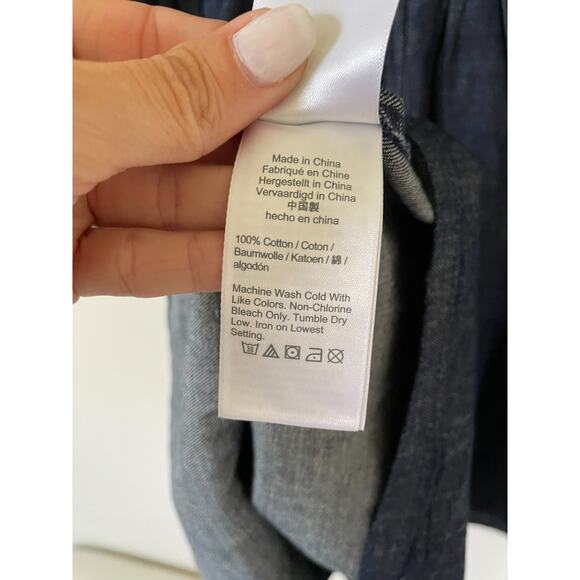 Made in China
Fabriqué en Chine
Hergestellt in China
Vervaardigd in China
中国製
hecho en china
100% Cotton / Coton /
Baumwolle / Katoen / 綿 /
algodón
Machine Wash Cold With
Like Colors. Non-Chlorine
Bleach Only. Tumble Dry
Low. Iron on Lowest
Setting.
30